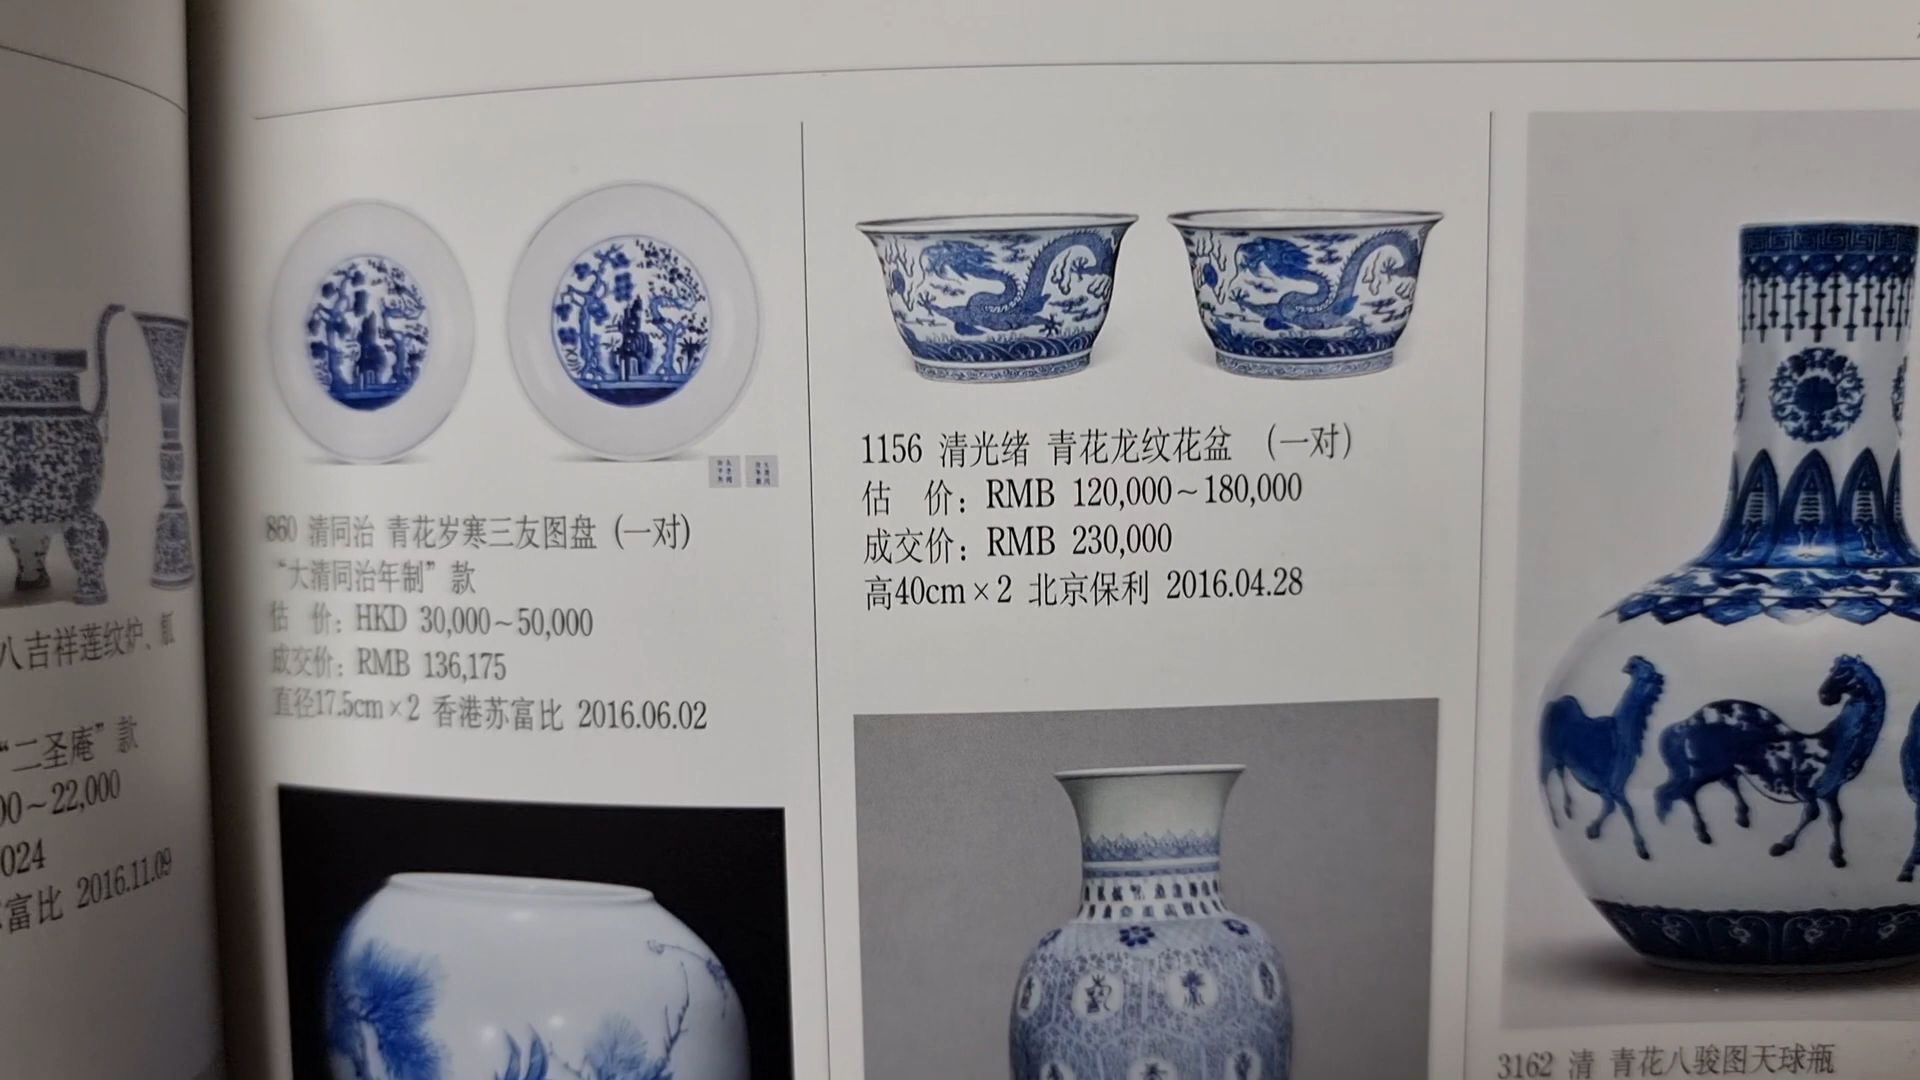 八吉祥莲纹炉、觚
“二圣庵”款
00～22,000
024
富比 2016.11.09
860 清同治 青花岁寒三友图盘 (一对)
“大清同治年制”款
估 价: HKD 30,000～50,000
成交价: RMB 136,175
直径17.5cm×2 香港苏富比 2016.06.02
1156 清光绪 青花龙纹花盆 (一对)
估 价: RMB 120,000～180,000
成交价: RMB 230,000
高40cm×2 北京保利 2016.04.28
3162 清 青花八骏图天球瓶